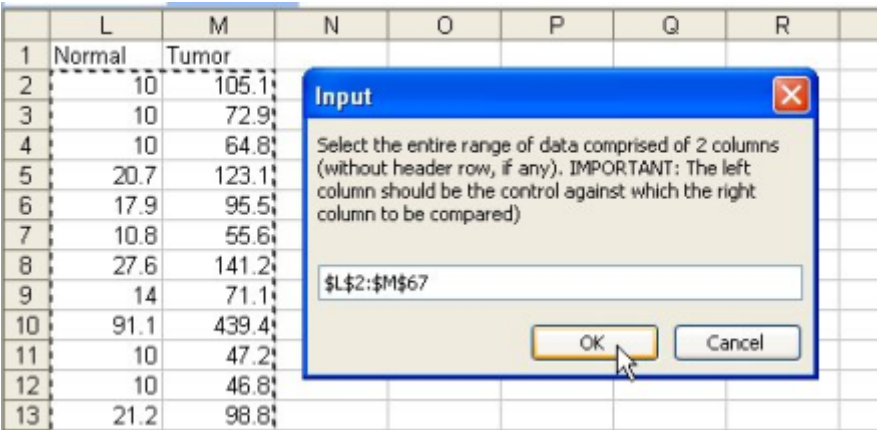 L M N O P Q R
1 Normal Tumor
2 10 105.1
3 10 72.9
4 10 64.8
5 20.7 123.1
6 17.9 95.5
7 10.8 55.6
8 27.6 141.2
9 14 71.1
10 91.1 439.4
11 10 47.2
12 10 46.8
13 21.2 98.8
Input
Select the entire range of data comprised of 2 columns
(without header row, if any). IMPORTANT: The left
column should be the control against which the right
column to be compared)
$L$2:$M$67
OK Cancel